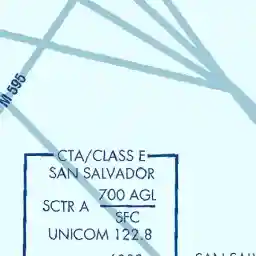 M 595
CTA/CLASS E
SAN SALVADOR
700 AGL
SCTR A
SFC
UNICOM 122.8